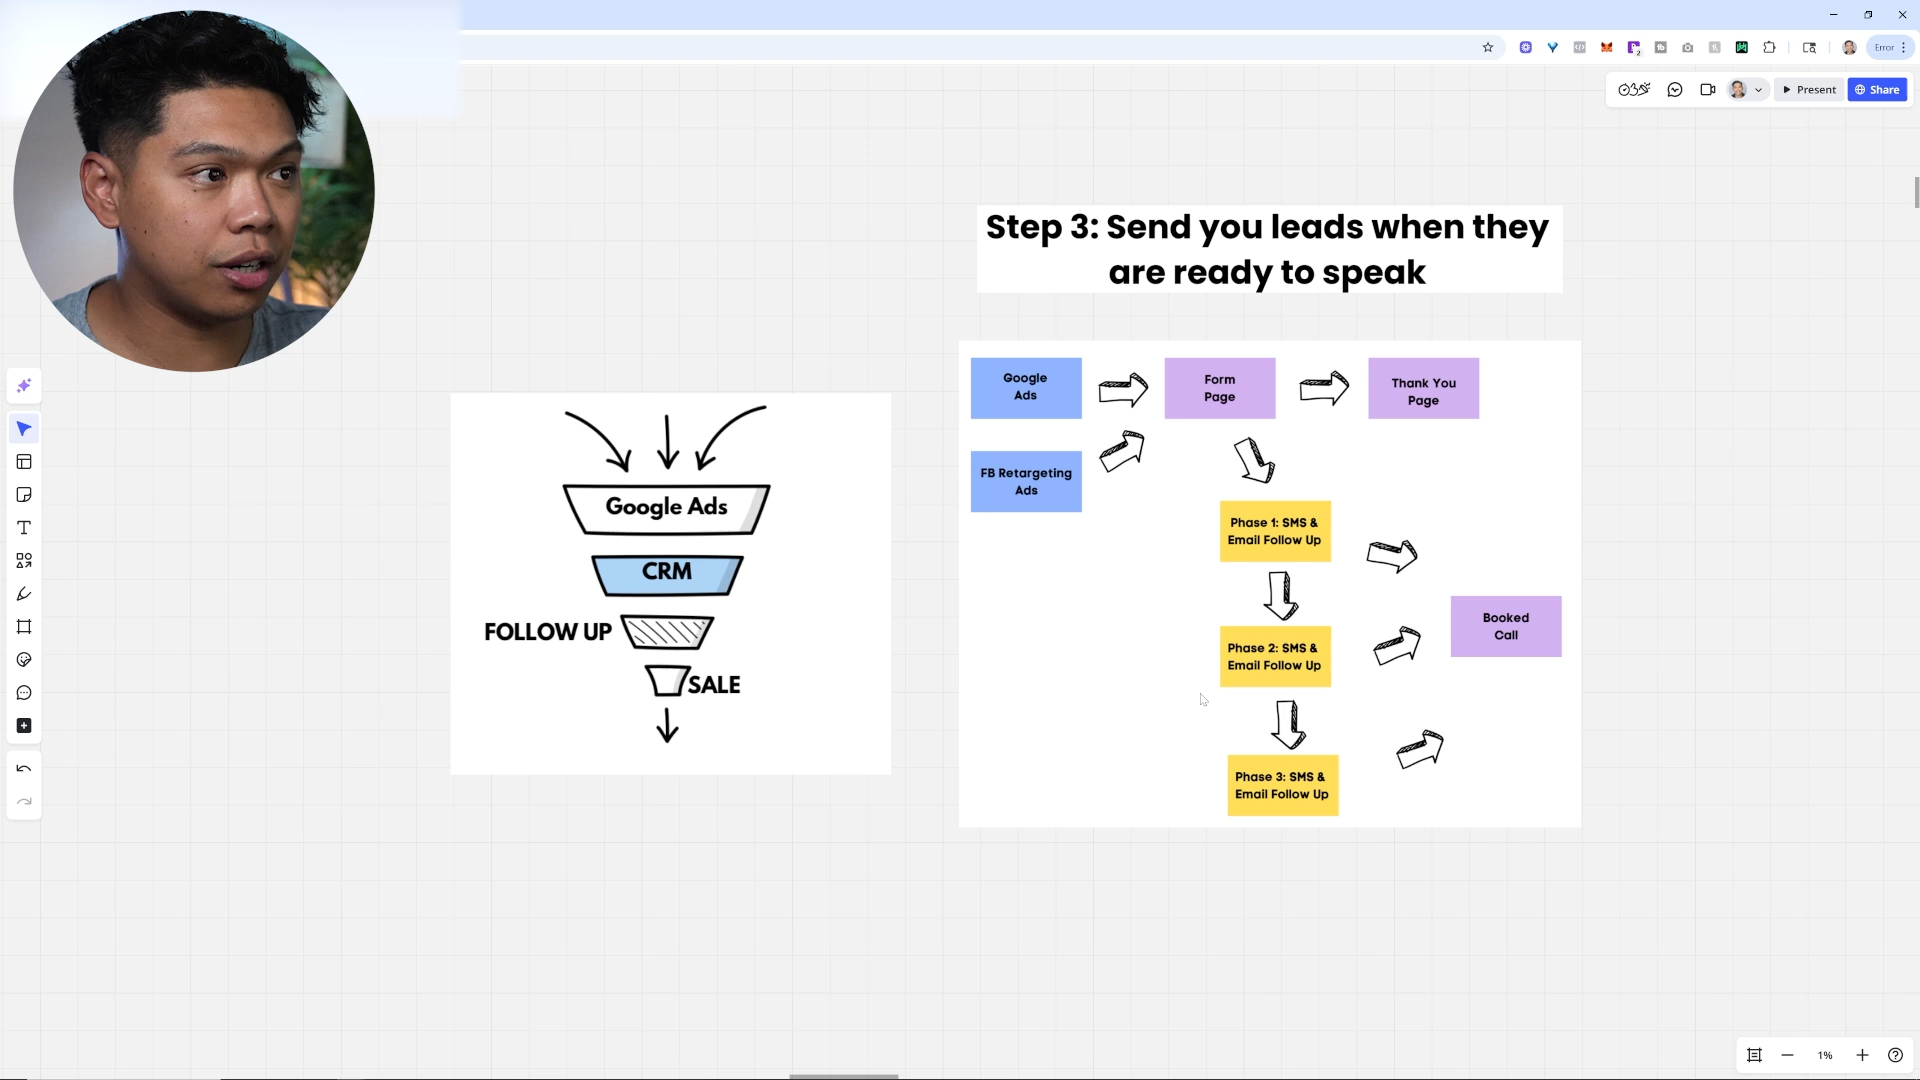 Error
Present
Share
Step 3: Send you leads when they
are ready to speak
Google Ads
CRM
FOLLOW UP
SALE
Google
Ads
Form
Page
Thank You
Page
FB Retargeting
Ads
Phase 1: SMS &
Email Follow Up
Phase 2: SMS &
Email Follow Up
Booked
Call
Phase 3: SMS &
Email Follow Up
1%